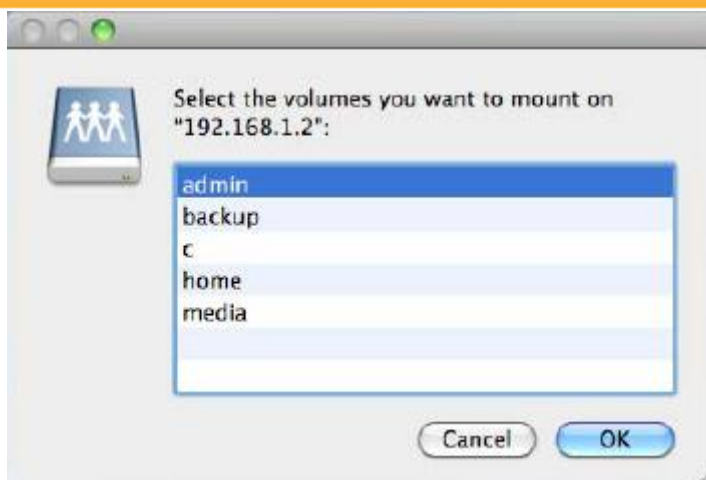 Select the volumes you want to mount on
"192.168.1.2":
admin
backup
c
home
media
Cancel
OK